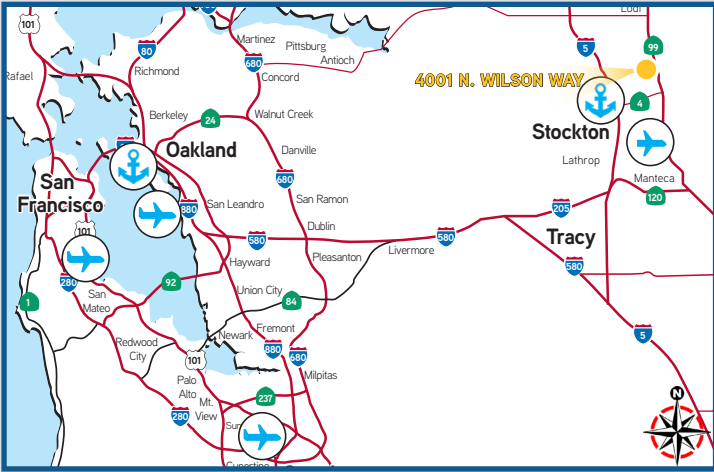 101
Martinez
Pittsburg
Antioch
Lodi
80
680
5
99
Rafael
Richmond
Concord
4001 N. WILSON WAY
Berkeley
24
Walnut Creek
4
Stockton
Oakland
Danville
Lathrop
San
Francisco
680
San Ramon
Manteca
120
880
San Leandro
205
101
Dublin
580
580
Tracy
Livermore
Hayward
Pleasanton
580
280
92
Union City
84
1
San
Mateo
Newark
Fremont
5
Redwood
City
880
680
101
Milpitas
Palo
Alto
237
Mt.
View
280
N